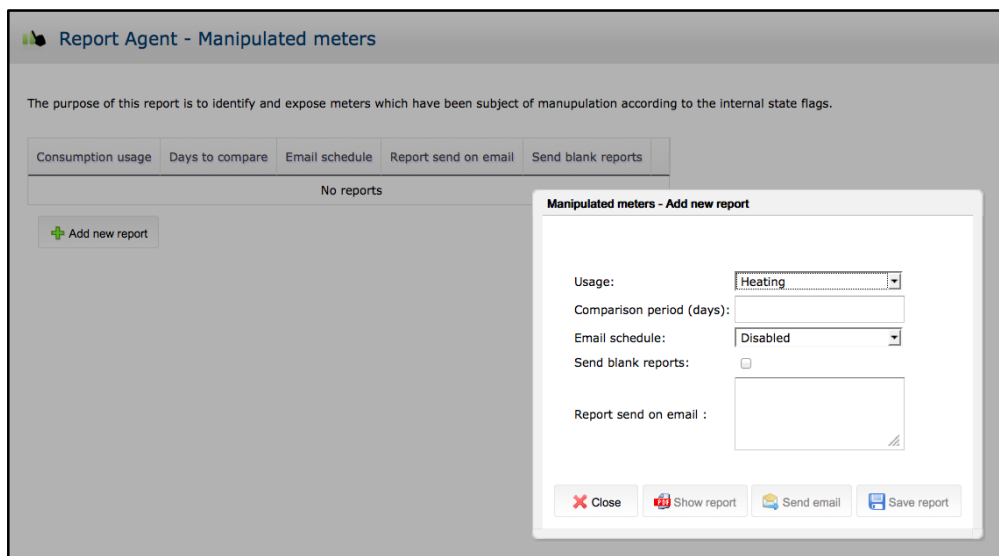 Report Agent - Manipulated meters
The purpose of this report is to identify and expose meters which have been subject of manupulation according to the internal state flags.
Consumption usage Days to compare Email schedule Report send on email Send blank reports
No reports
Add new report
Manipulated meters - Add new report
Usage: Heating
Comparison period (days):
Email schedule: Disabled
Send blank reports:
Report send on email :
Close PDF Show report Send email Save report